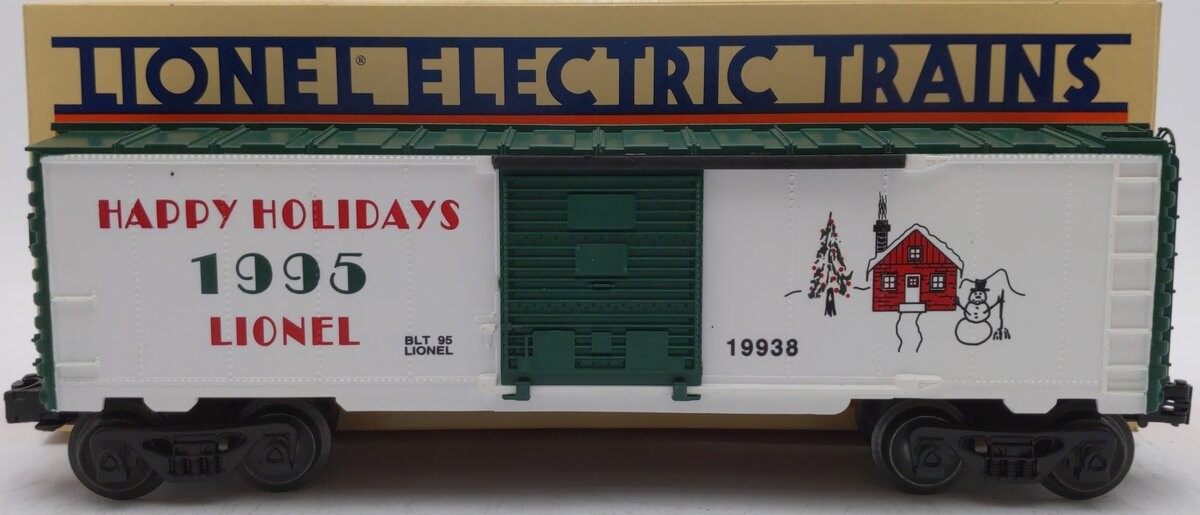 LIONEL® ELECTRIC TRAINS
HAPPY HOLIDAYS
1995
LIONEL
BLT 95
LIONEL
19938